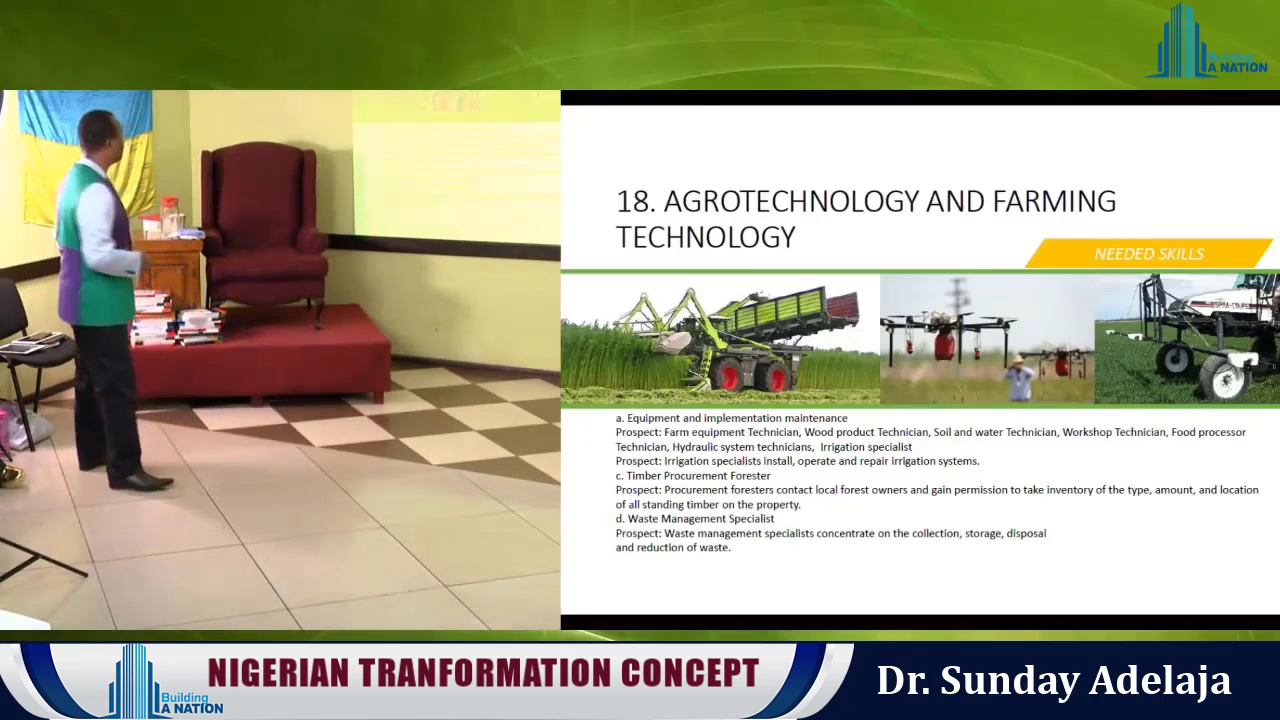 Building
A NATION
18. AGROTECHNOLOGY AND FARMING
TECHNOLOGY
NEEDED SKILLS
a. Equipment and implementation maintenance
Prospect: Farm equipment Technician, Wood product Technician, Soil and water Technician, Workshop Technician, Food processor
Technician, Hydraulic system technicians, Irrigation specialist
Prospect: Irrigation specialists install, operate and repair irrigation systems.
c. Timber Procurement Forester
Prospect: Procurement foresters contact local forest owners and gain permission to take inventory of the type, amount, and location
of all standing timber on the property.
d. Waste Management Specialist
Prospect: Waste management specialists concentrate on the collection, storage, disposal
and reduction of waste.
NIGERIAN TRANFORMATION CONCEPT
Building
A NATION
Dr. Sunday Adelaja